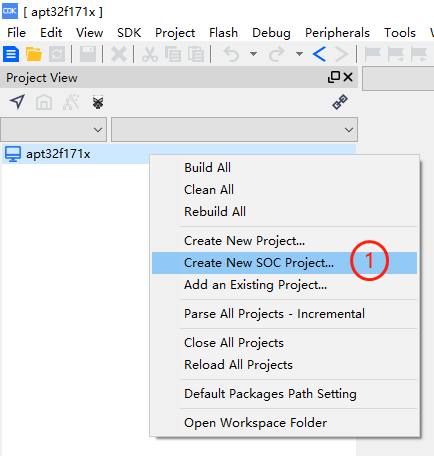 CDK [ apt32f171x ]
File Edit View SDK Project Flash Debug Peripherals Tools
Project View
apt32f171x
Build All
Clean All
Rebuild All
Create New Project...
Create New SOC Project... 1
Add an Existing Project...
Parse All Projects - Incremental
Close All Projects
Reload All Projects
Default Packages Path Setting
Open Workspace Folder